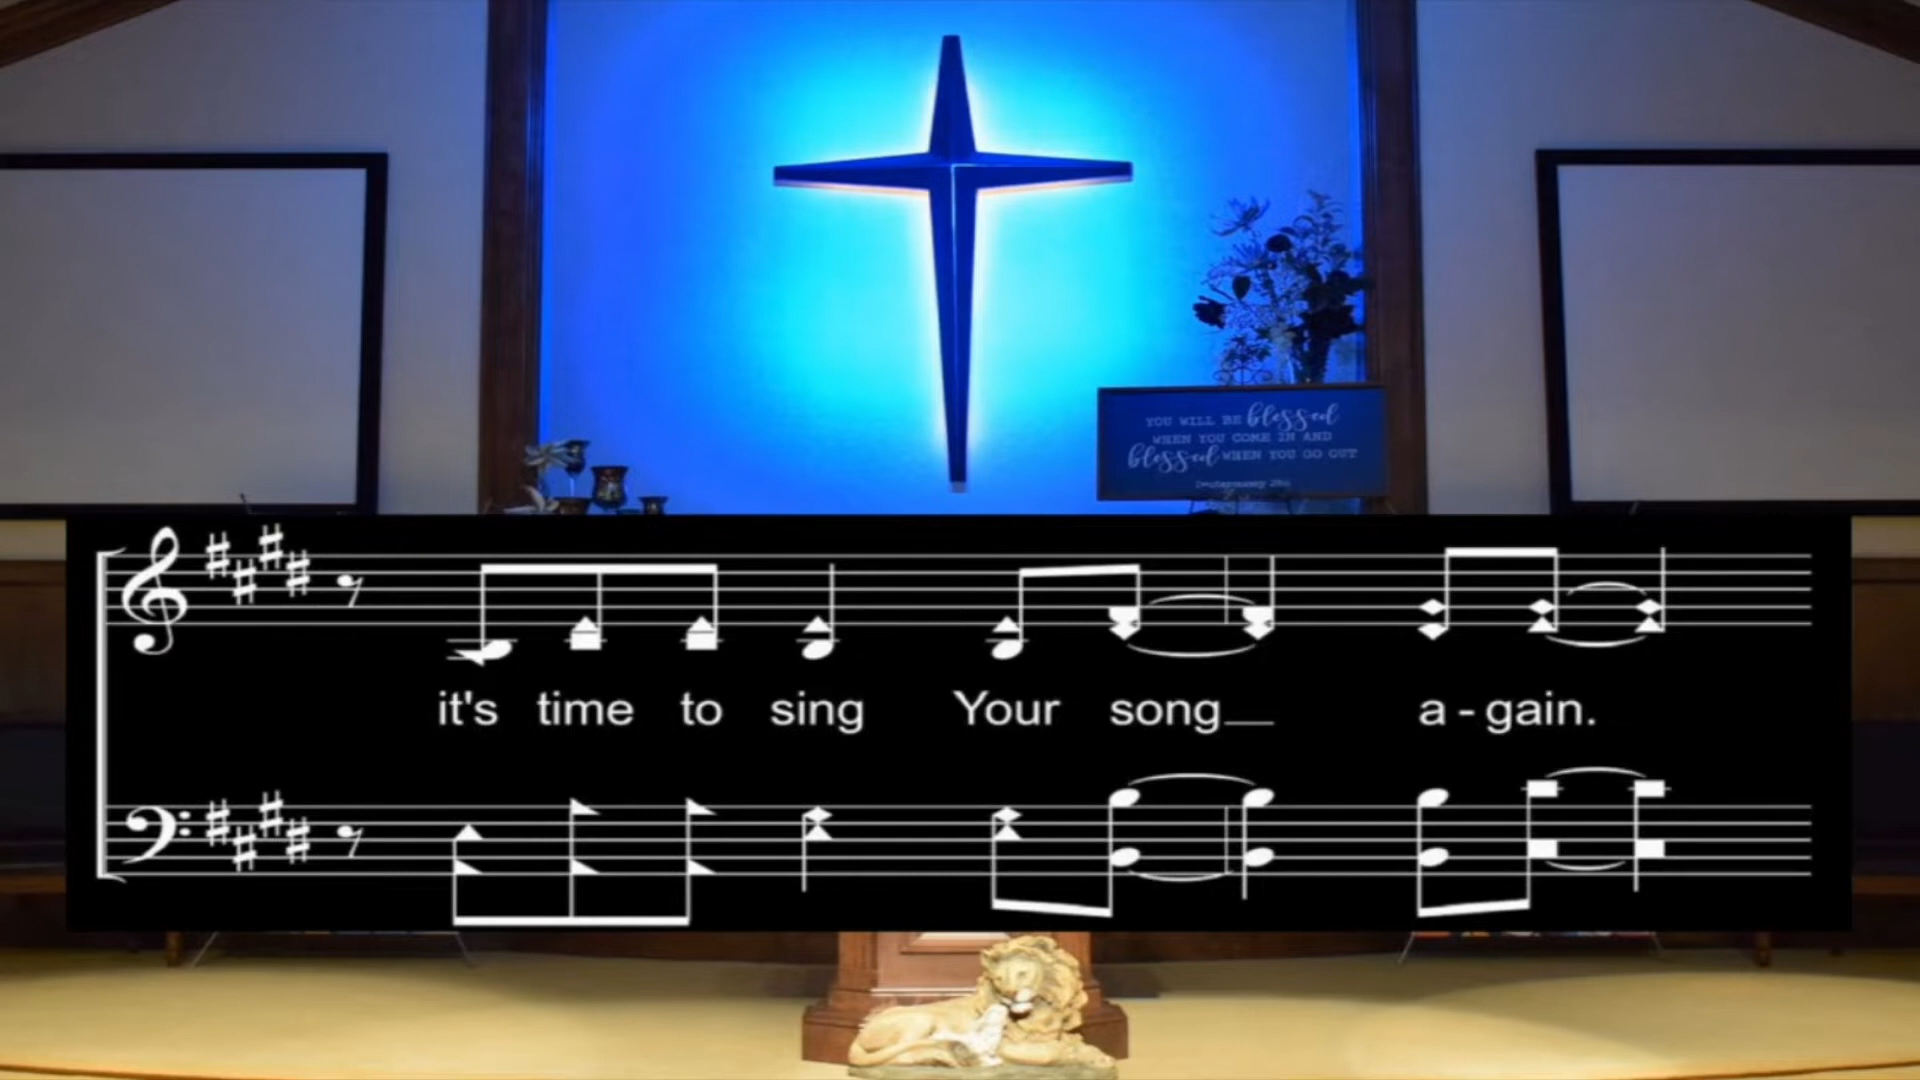 YOU WILL BE blessed
WHEN YOU COME IN AND
blessed WHEN YOU GO OUT
it's time to sing Your song a-gain.